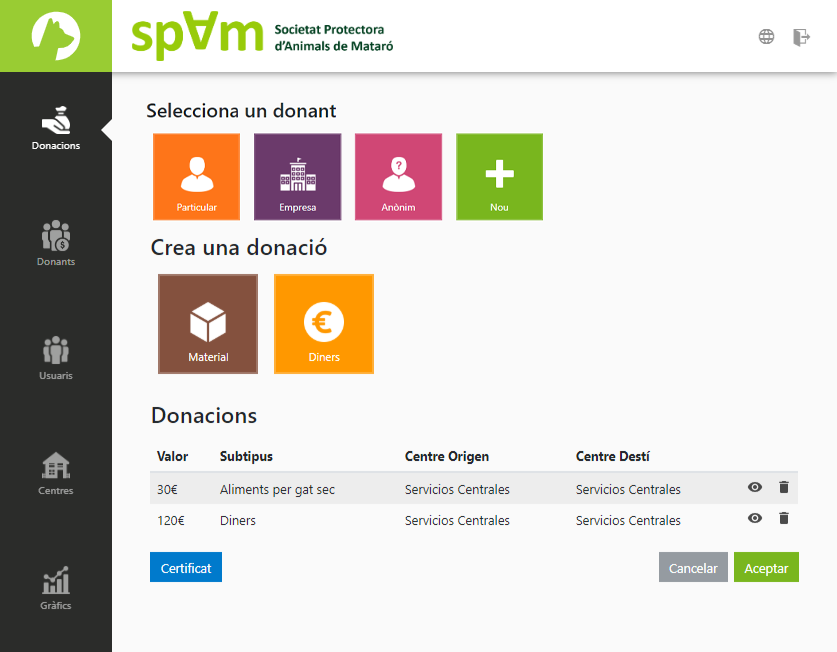 spAm
Societat Protectora
d'Animals de Mataró
Donacions
Donants
Usuaris
Centres
Gràfics
Selecciona un donant
Particular
Empresa
?
Anònim
Nou
Crea una donació
Material
€
Diners
Donacions
Valor Subtipus Centre Origen Centre Destí
30€ Aliments per gat sec Servicios Centrales Servicios Centrales
120€ Diners Servicios Centrales Servicios Centrales
Certificat Cancelar Aceptar